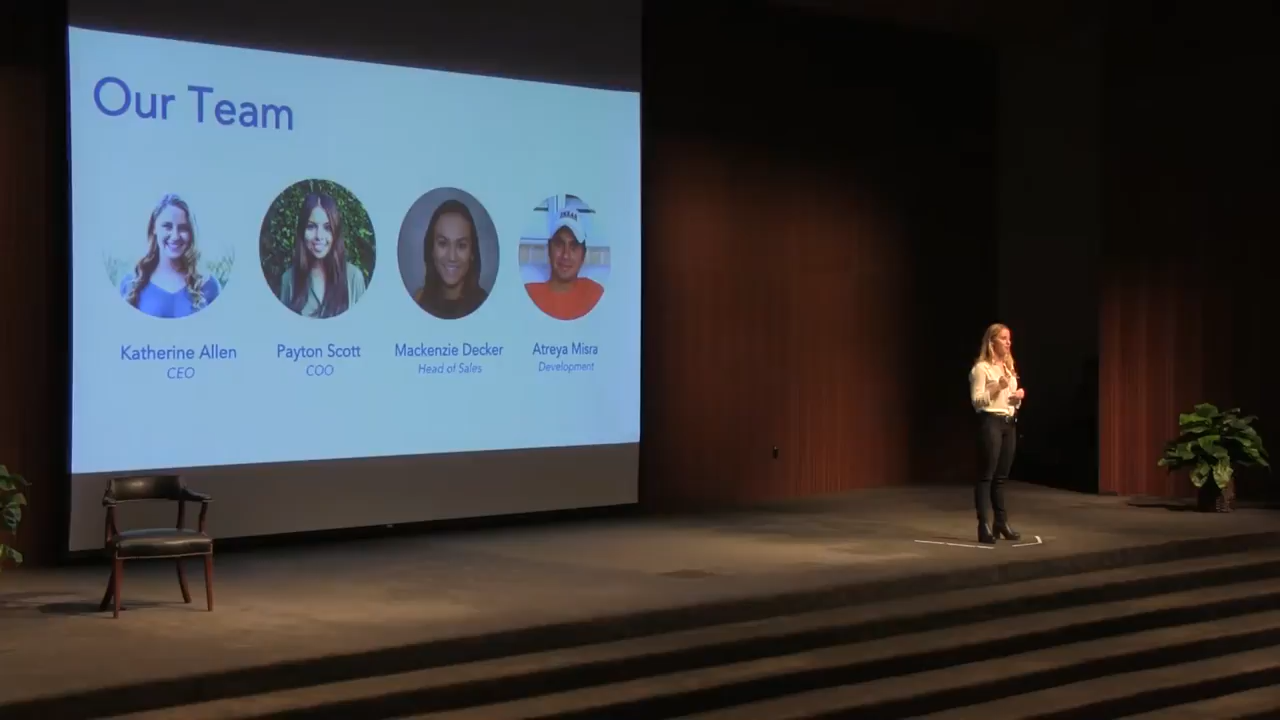 Our Team
Katherine Allen
CEO
Payton Scott
COO
Mackenzie Decker
Head of Sales
Atreya Misra
Development